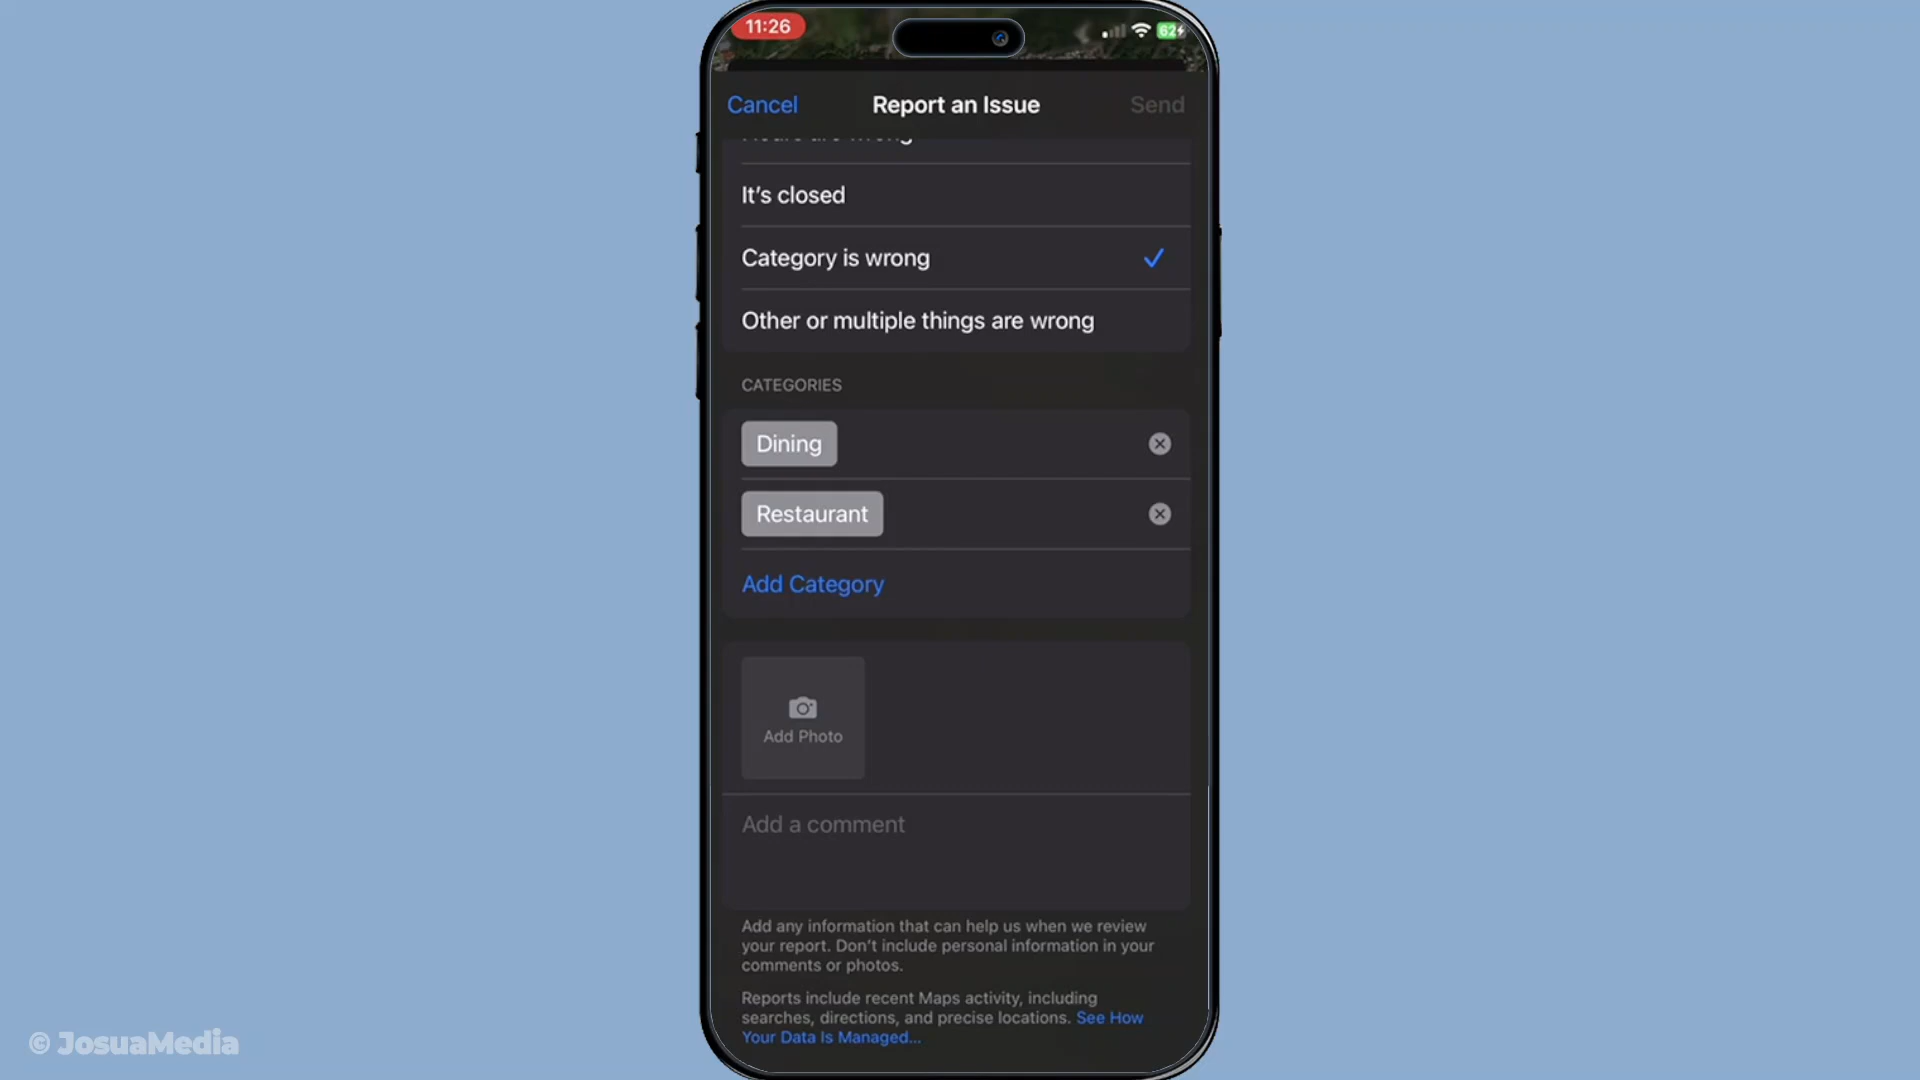 11:26
62
Cancel
Report an Issue
Send
It’s closed
Category is wrong
Other or multiple things are wrong
CATEGORIES
Dining
Restaurant
Add Category
Add Photo
Add a comment
Add any information that can help us when we review
your report. Don’t include personal information in your
comments or photos.
Reports include recent Maps activity, including
searches, directions, and precise locations. See How
Your Data Is Managed...
© JosuaMedia